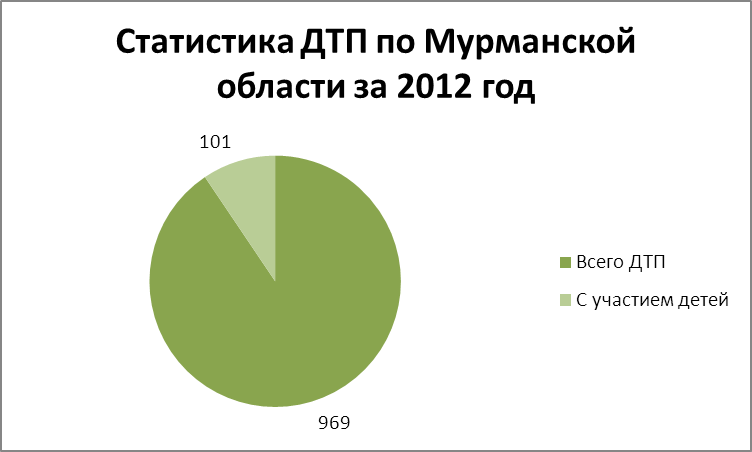 Статистика ДТП по Мурманской
области за 2012 год
101
Всего ДТП
С участием детей
969